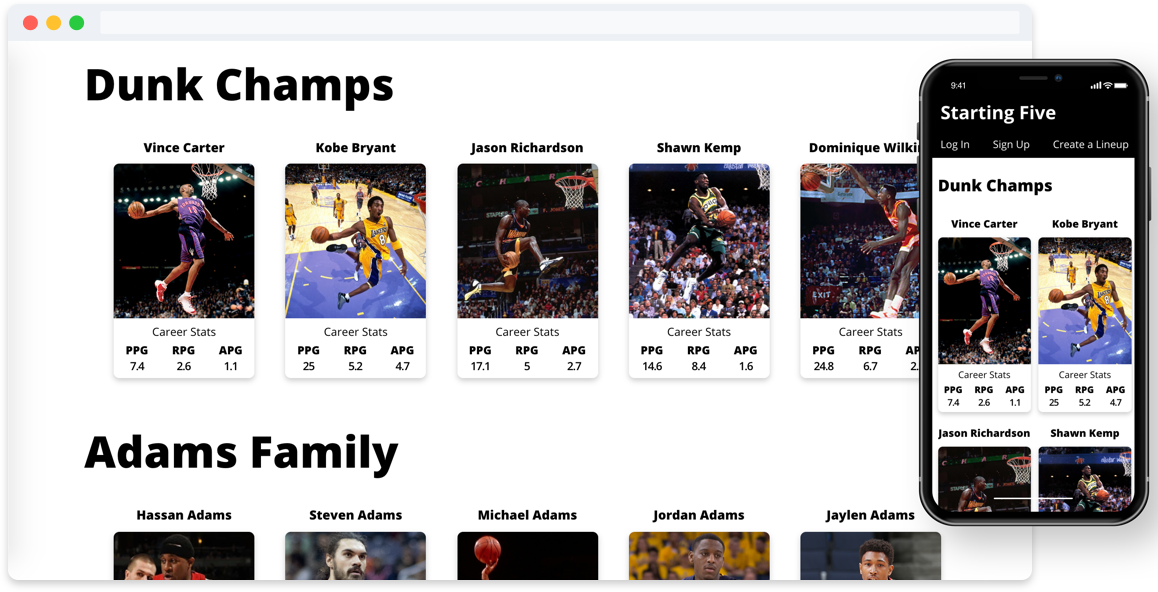 Dunk Champs
Vince Carter Kobe Bryant Jason Richardson Shawn Kemp Dominique Wilki
EXIT
Career Stats Career Stats Career Stats Career Stats Career Stats
PPG RPG APG PPG RPG APG PPG RPG APG PPG RPG APG PPG RPG AP
7.4 2.6 1.1 25 5.2 4.7 17.1 5 2.7 14.6 8.4 1.6 24.8 6.7 2.
Adams Family
Hassan Adams Steven Adams Michael Adams Jordan Adams Jaylen Adams
9:41
Starting Five
Log In Sign Up Create a Lineup
Dunk Champs
Vince Carter Kobe Bryant
Career Stats Career Stats
PPG RPG APG PPG RPG APG
7.4 2.6 1.1 25 5.2 4.7
Jason Richardson Shawn Kemp